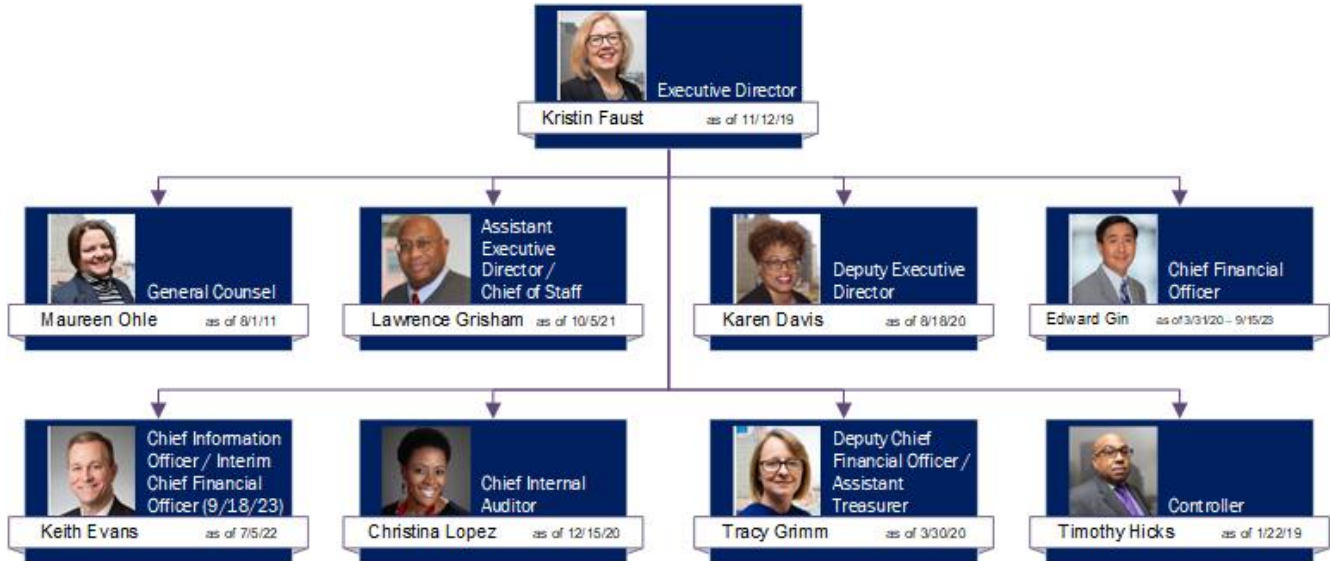 Executive Director
Kristin Faust as of 11/12/19
General Counsel
Maureen Ohle as of 8/1/11
Assistant
Executive
Director /
Chief of Staff
Lawrence Grisham as of 10/5/21
Deputy Executive
Director
Karen Davis as of 8/18/20
Chief Financial
Officer
Edward Gin as of 3/31/20 – 9/15/23
Chief Information
Officer / Interim
Chief Financial
Officer (9/18/23)
Keith Evans as of 7/5/22
Chief Internal
Auditor
Christina Lopez as of 12/15/20
Deputy Chief
Financial Officer /
Assistant
Treasurer
Tracy Grimm as of 3/30/20
Controller
Timothy Hicks as of 1/22/19